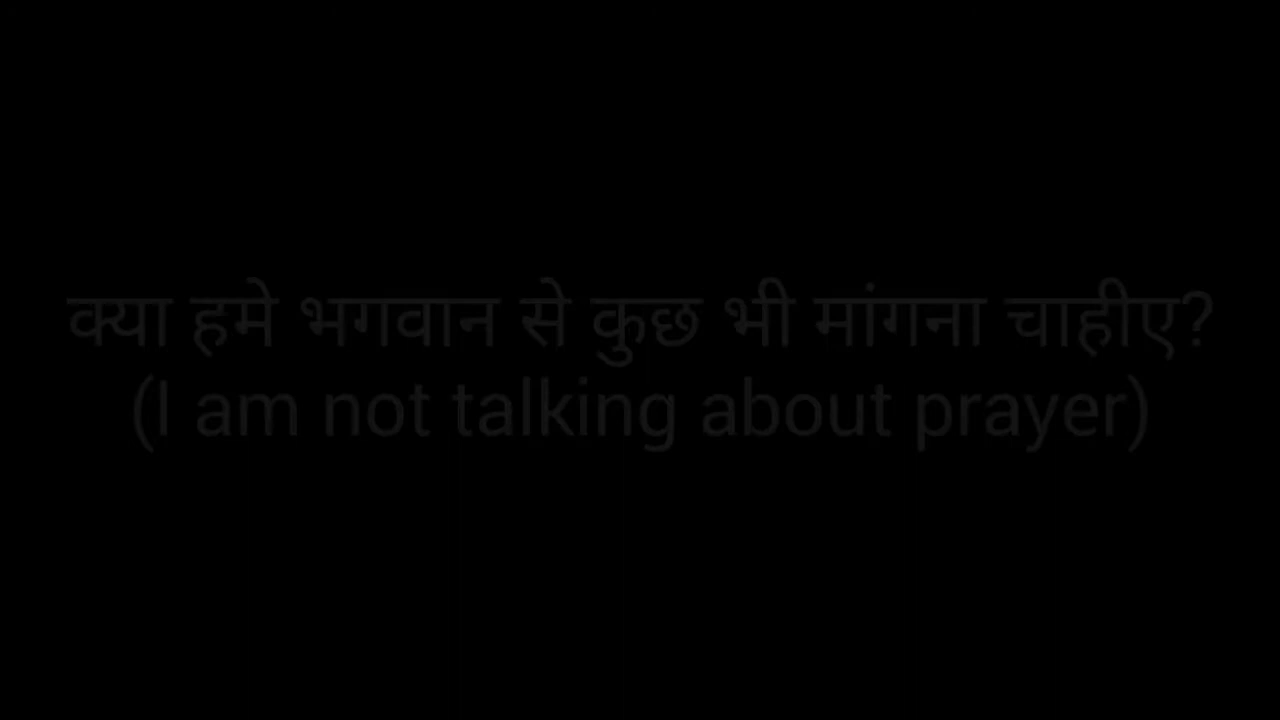 क्या हमे भगवान से कुछ भी मांगना चाहीए?
(I am not talking about prayer)